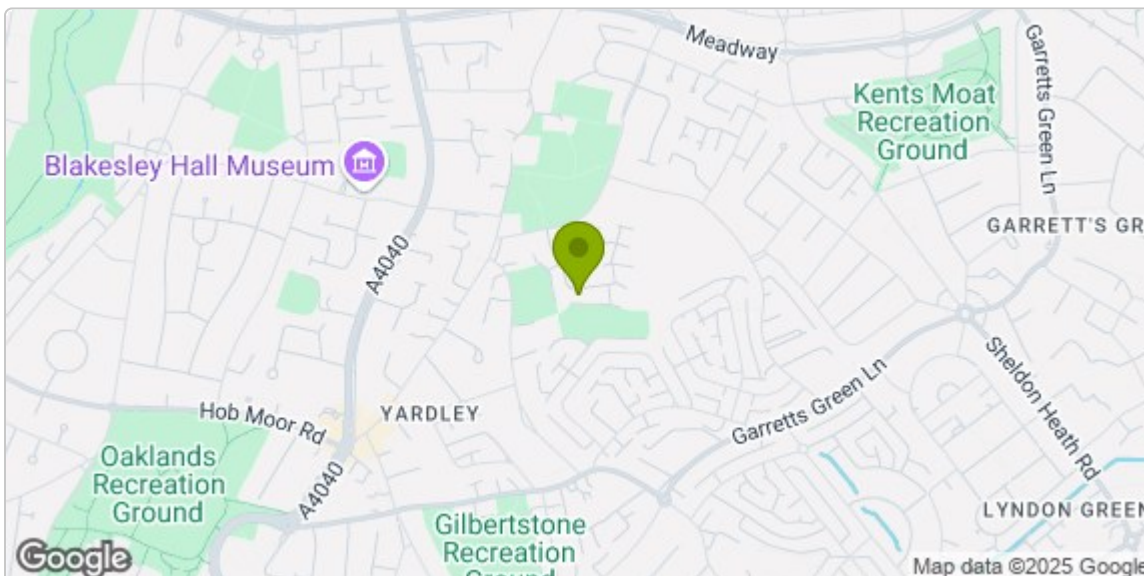 Meadway
Garretts Green Ln
Kents Moat
Recreation
Ground
Blakesley Hall Museum
GARRETT'S GR
A4040
Sheldon Heath Rd
Garretts Green Ln
Hob Moor Rd
YARDLEY
Oaklands
Recreation
Ground
A4040
LYNDON GREEN
Gilbertstone
Recreation
Ground
Google
Map data ©2025 Google